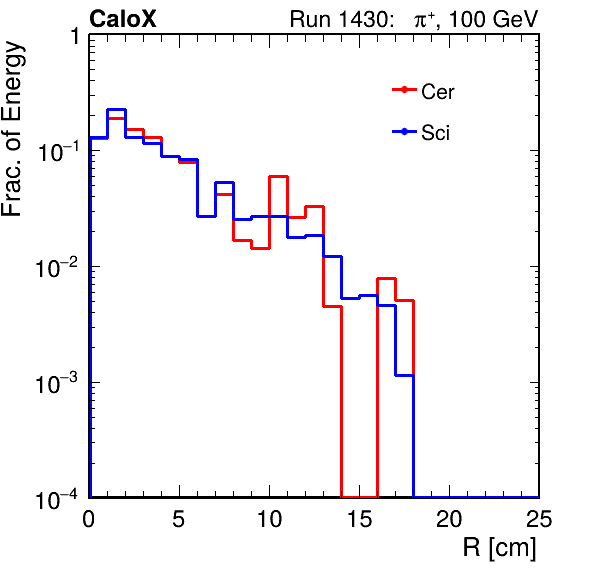 CaloX Run 1430: π⁺, 100 GeV
Frac. of Energy
1
10⁻¹
10⁻²
10⁻³
10⁻⁴
Cer
Sci
0 5 10 15 20 25
R [cm]